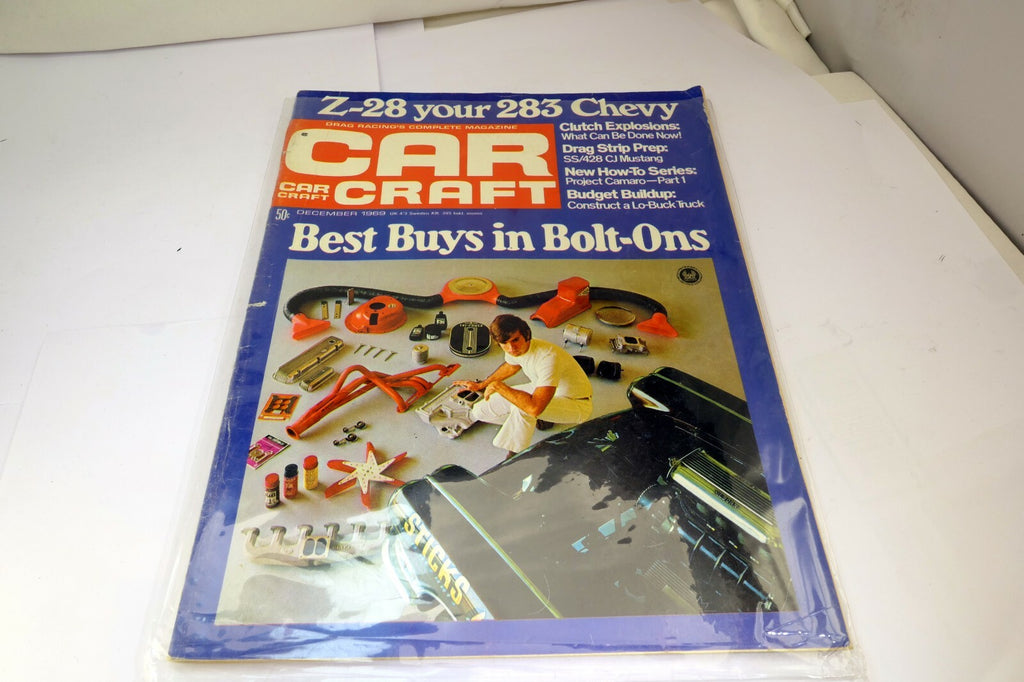 Z-28 your 283 Chevy
DRAG RACING'S COMPLETE MAGAZINE
CAR
CRAFT
CAR
CRAFT
Clutch Explosions:
What Can Be Done Now!
Drag Strip Prep:
SS/428 CJ Mustang
New How-To Series:
Project Camaro—Part 1
Budget Buildup:
Construct a Lo-Buck Truck
50¢ DECEMBER 1969
Best Buys in Bolt-Ons
STICKS